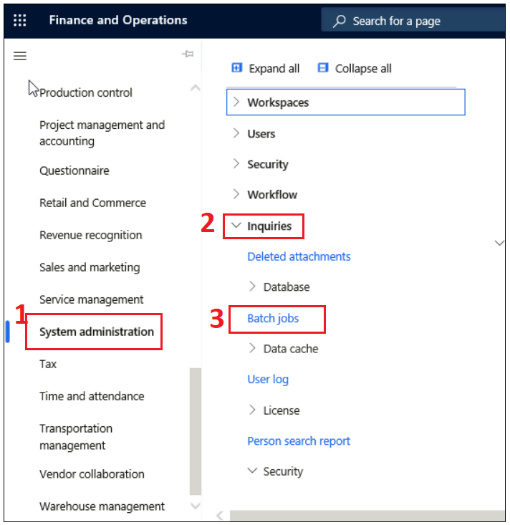 Finance and Operations
Search for a page
Expand all
Collapse all
Production control
Project management and
accounting
Questionnaire
Retail and Commerce
Revenue recognition
Sales and marketing
Service management
1
System administration
Tax
Time and attendance
Transportation
management
Vendor collaboration
Warehouse management
Workspaces
Users
Security
Workflow
2
Inquiries
Deleted attachments
Database
3
Batch jobs
Data cache
User log
License
Person search report
Security